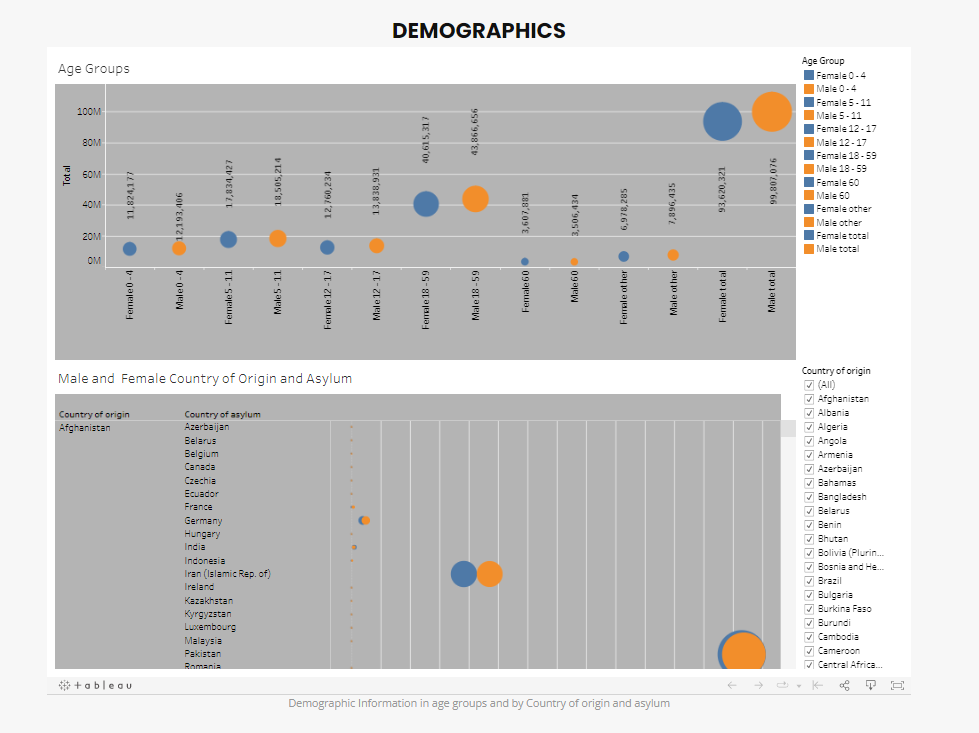 DEMOGRAPHICS
Age Groups
Total
100M
80M
60M
40M
20M
0M
11,824,177
12,193,406
17,834,427
18,505,214
12,760,234
13,838,931
40,615,317
43,866,656
3,607,881
3,506,434
6,978,285
7,896,435
93,620,321
99,807,076
Female 0 - 4
Male 0 - 4
Female 5 - 11
Male 5 - 11
Female 12 - 17
Male 12 - 17
Female 18 - 59
Male 18 - 59
Female 60
Male 60
Female other
Male other
Female total
Male total
Age Group
Female 0 - 4
Male 0 - 4
Female 5 - 11
Male 5 - 11
Female 12 - 17
Male 12 - 17
Female 18 - 59
Male 18 - 59
Female 60
Male 60
Female other
Male other
Female total
Male total
Male and Female Country of Origin and Asylum
Country of origin Country of asylum
Afghanistan Azerbaijan
Belarus
Belgium
Canada
Czechia
Ecuador
France
Germany
Hungary
India
Indonesia
Iran (Islamic Rep. of)
Ireland
Kazakhstan
Kyrgyzstan
Luxembourg
Malaysia
Pakistan
Romania
Country of origin
(All)
Afghanistan
Albania
Algeria
Angola
Armenia
Azerbaijan
Bahamas
Bangladesh
Belarus
Benin
Bhutan
Bolivia (Plurin...
Bosnia and He...
Brazil
Bulgaria
Burkina Faso
Burundi
Cambodia
Cameroon
Central Africa...
+ a b l e a u
Demographic Information in age groups and by Country of origin and asylum